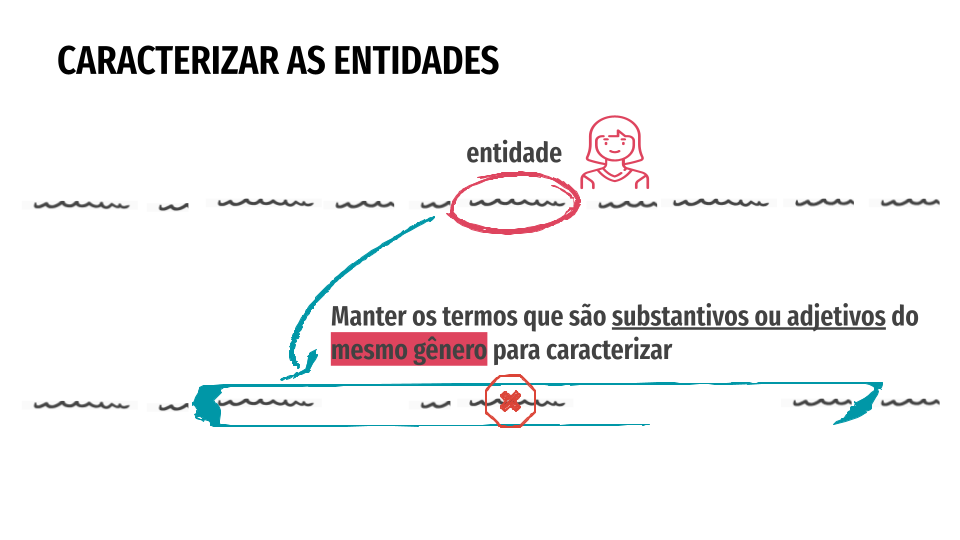 CARACTERIZAR AS ENTIDADES
entidade
Manter os termos que são substantivos ou adjetivos do
mesmo gênero para caracterizar